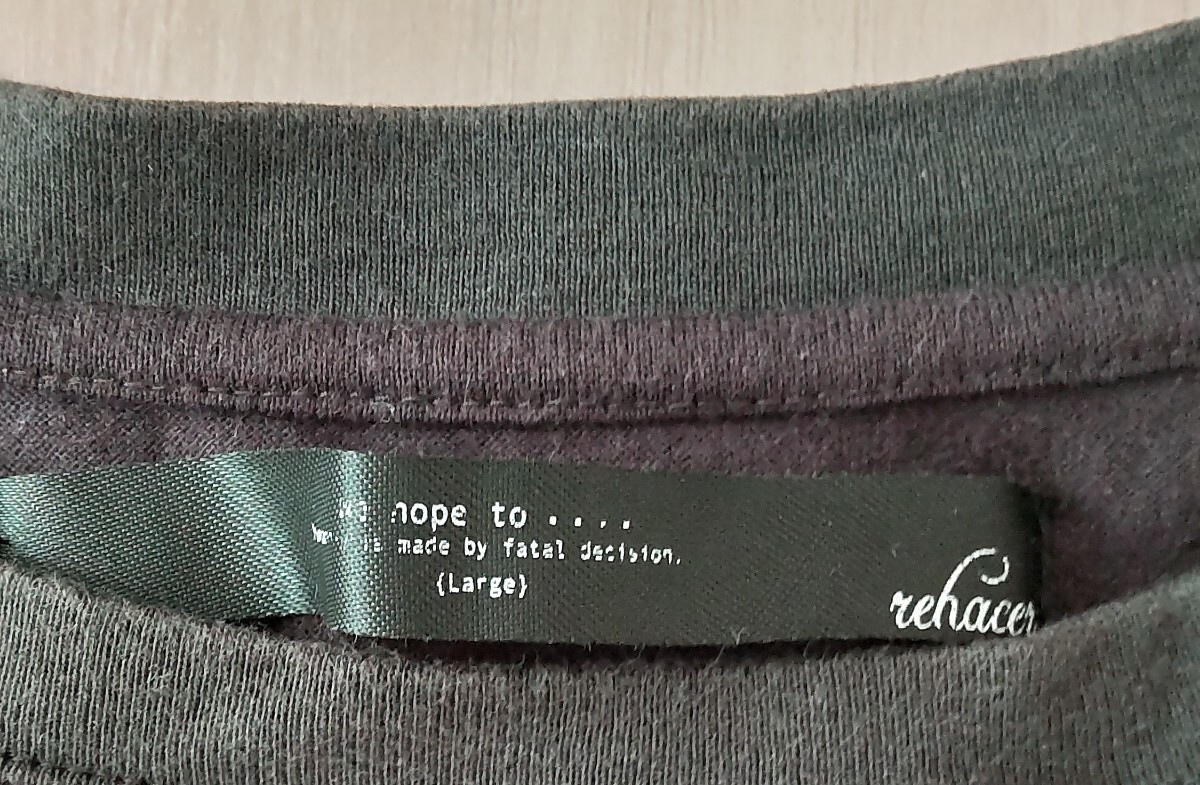 hope to ....
made by fatal decision.
{Large}
rehacer